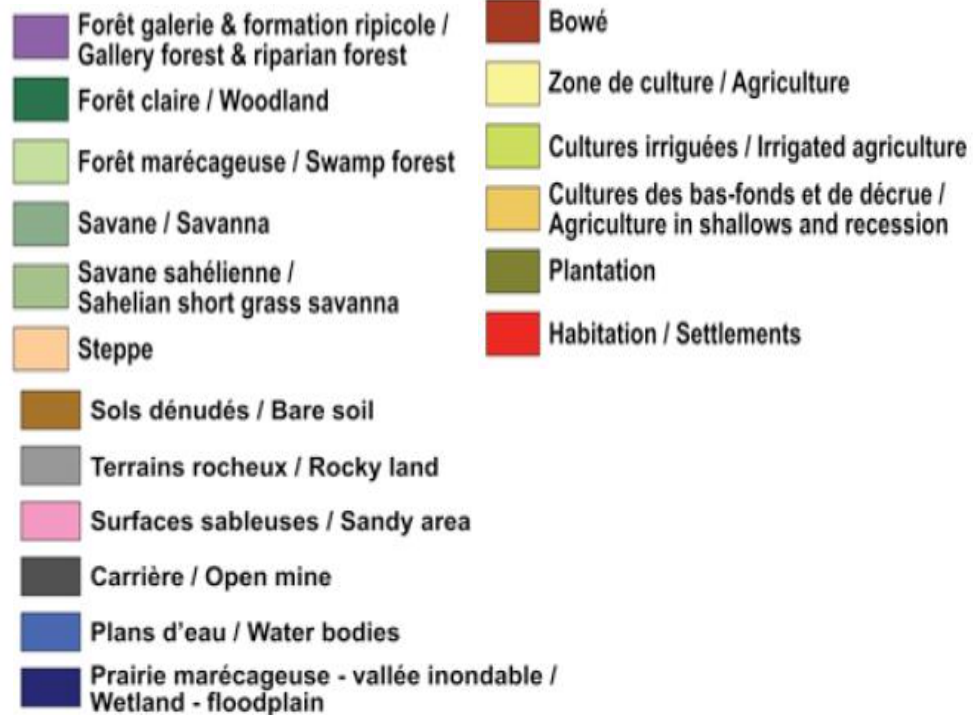 Forêt galerie & formation ripicole /
Gallery forest & riparian forest
Forêt claire / Woodland
Forêt marécageuse / Swamp forest
Savane / Savanna
Savane sahélienne /
Sahelian short grass savanna
Steppe
Sols dénudés / Bare soil
Terrains rocheux / Rocky land
Surfaces sableuses / Sandy area
Carrière / Open mine
Plans d'eau / Water bodies
Prairie marécageuse - vallée inondable /
Wetland - floodplain
Bowé
Zone de culture / Agriculture
Cultures irriguées / Irrigated agriculture
Cultures des bas-fonds et de décrue /
Agriculture in shallows and recession
Plantation
Habitation / Settlements